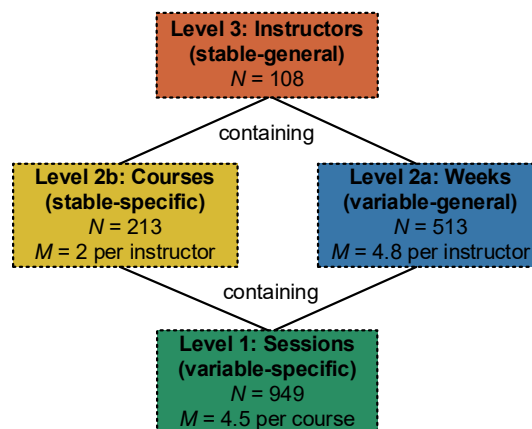 Level 3: Instructors
(stable-general)
N = 108
containing
Level 2b: Courses
(stable-specific)
N = 213
M = 2 per instructor
Level 2a: Weeks
(variable-general)
N = 513
M = 4.8 per instructor
containing
Level 1: Sessions
(variable-specific)
N = 949
M = 4.5 per course